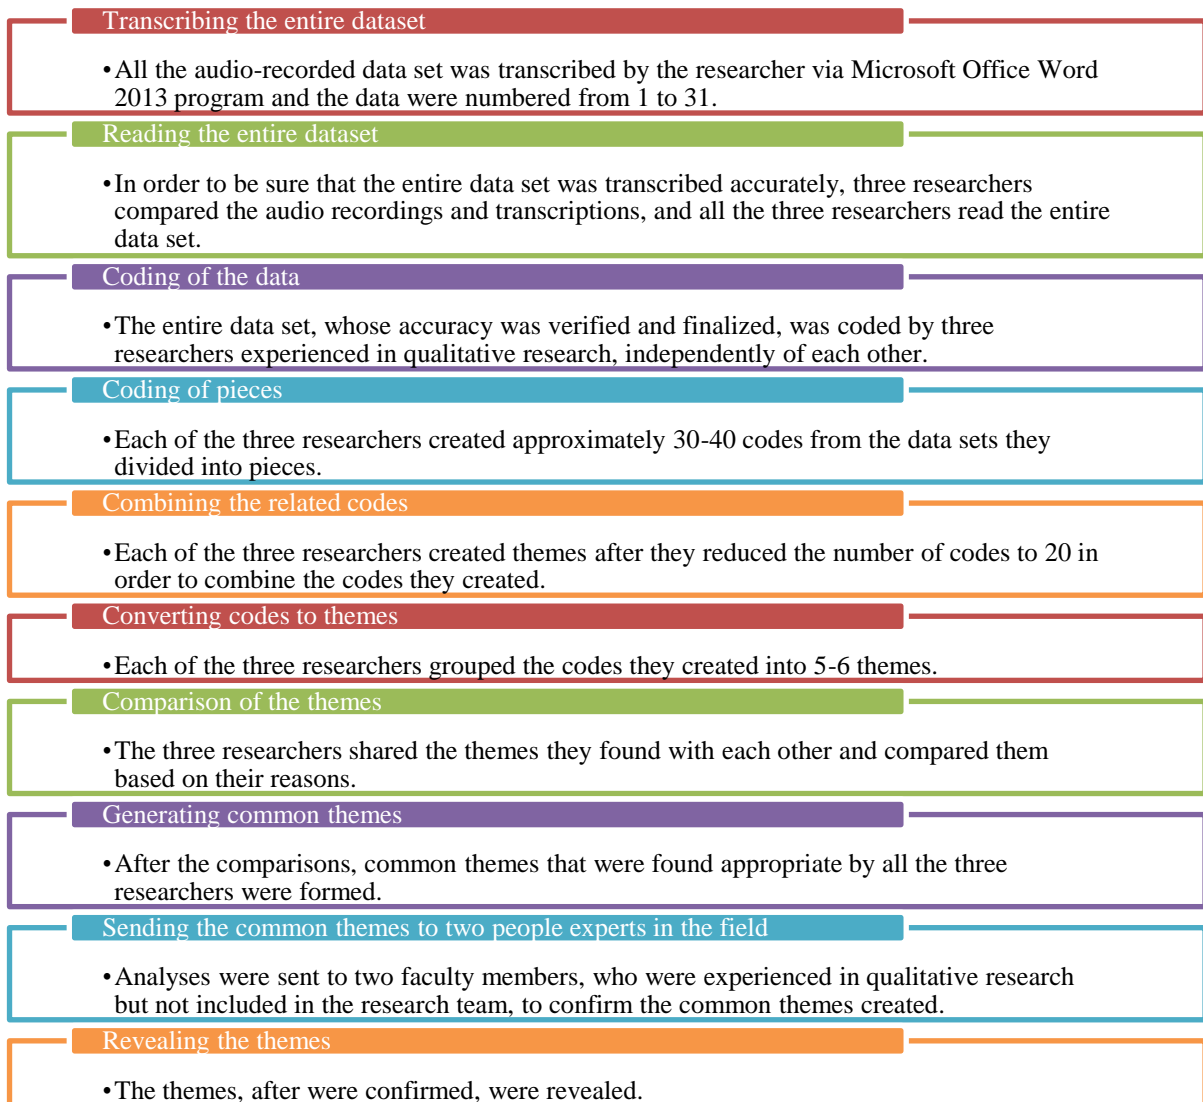 Transcribing the entire dataset
•All the audio-recorded data set was transcribed by the researcher via Microsoft Office Word
2013 program and the data were numbered from 1 to 31.
Reading the entire dataset
•In order to be sure that the entire data set was transcribed accurately, three researchers
compared the audio recordings and transcriptions, and all the three researchers read the entire
data set.
Coding of the data
•The entire data set, whose accuracy was verified and finalized, was coded by three
researchers experienced in qualitative research, independently of each other.
Coding of pieces
•Each of the three researchers created approximately 30-40 codes from the data sets they
divided into pieces.
Combining the related codes
•Each of the three researchers created themes after they reduced the number of codes to 20 in
order to combine the codes they created.
Converting codes to themes
•Each of the three researchers grouped the codes they created into 5-6 themes.
Comparison of the themes
•The three researchers shared the themes they found with each other and compared them
based on their reasons.
Generating common themes
•After the comparisons, common themes that were found appropriate by all the three
researchers were formed.
Sending the common themes to two people experts in the field
•Analyses were sent to two faculty members, who were experienced in qualitative research
but not included in the research team, to confirm the common themes created.
Revealing the themes
•The themes, after were confirmed, were revealed.